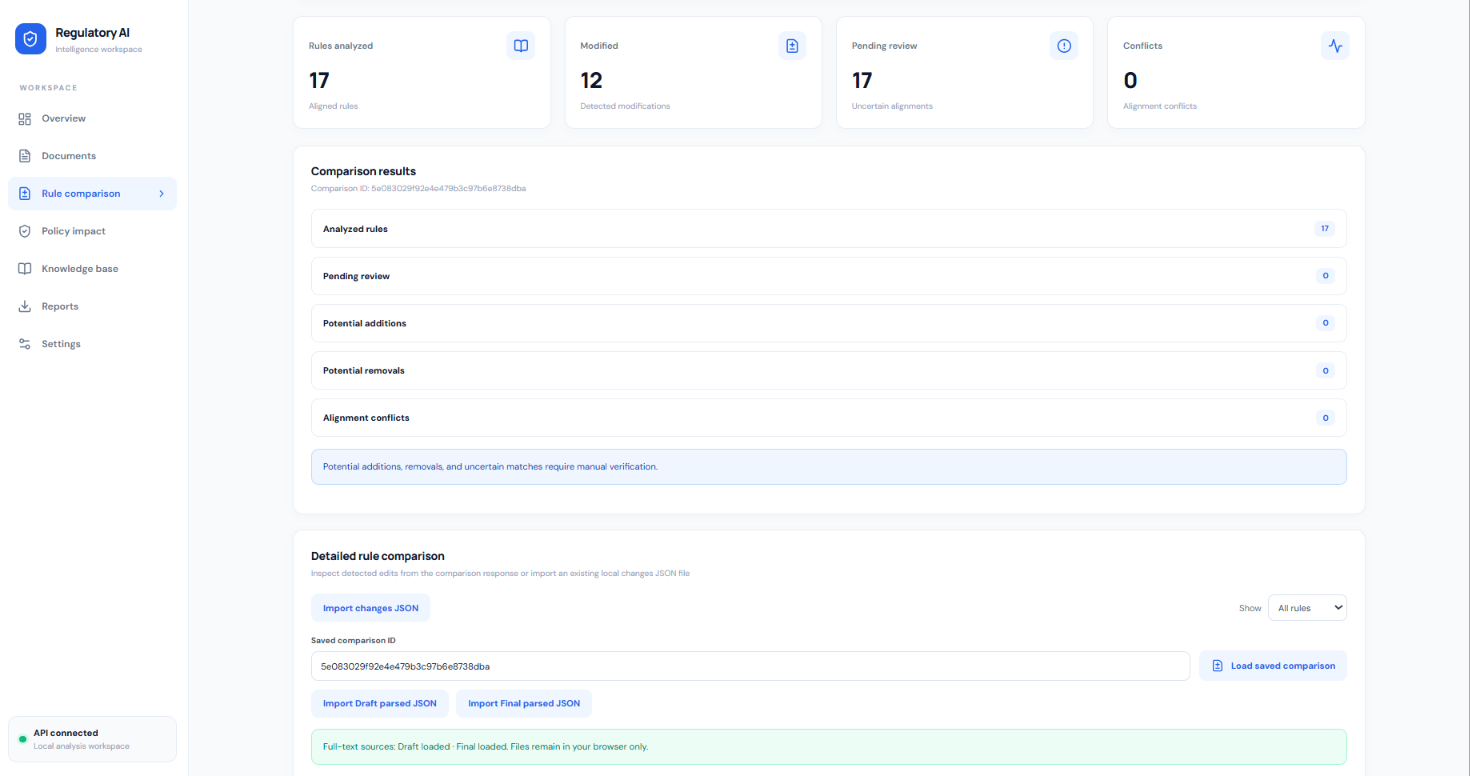 Regulatory AI
Intelligence workspace
WORKSPACE
Overview
Documents
Rule comparison
Policy impact
Knowledge base
Reports
Settings
API connected
Local analysis workspace
Rules analyzed
17
Aligned rules
Modified
12
Detected modifications
Pending review
17
Uncertain alignments
Conflicts
0
Alignment conflicts
Comparison results
Comparison ID: 5e083029f92e4e479b3c97b6e8738dba
Analyzed rules 17
Pending review 0
Potential additions 0
Potential removals 0
Alignment conflicts 0
Potential additions, removals, and uncertain matches require manual verification.
Detailed rule comparison
Inspect detected edits from the comparison response or import an existing local changes JSON file
Import changes JSON Show All rules
Saved comparison ID
5e083029f92e4e479b3c97b6e8738dba Load saved comparison
Import Draft parsed JSON Import Final parsed JSON
Full-text sources: Draft loaded · Final loaded. Files remain in your browser only.